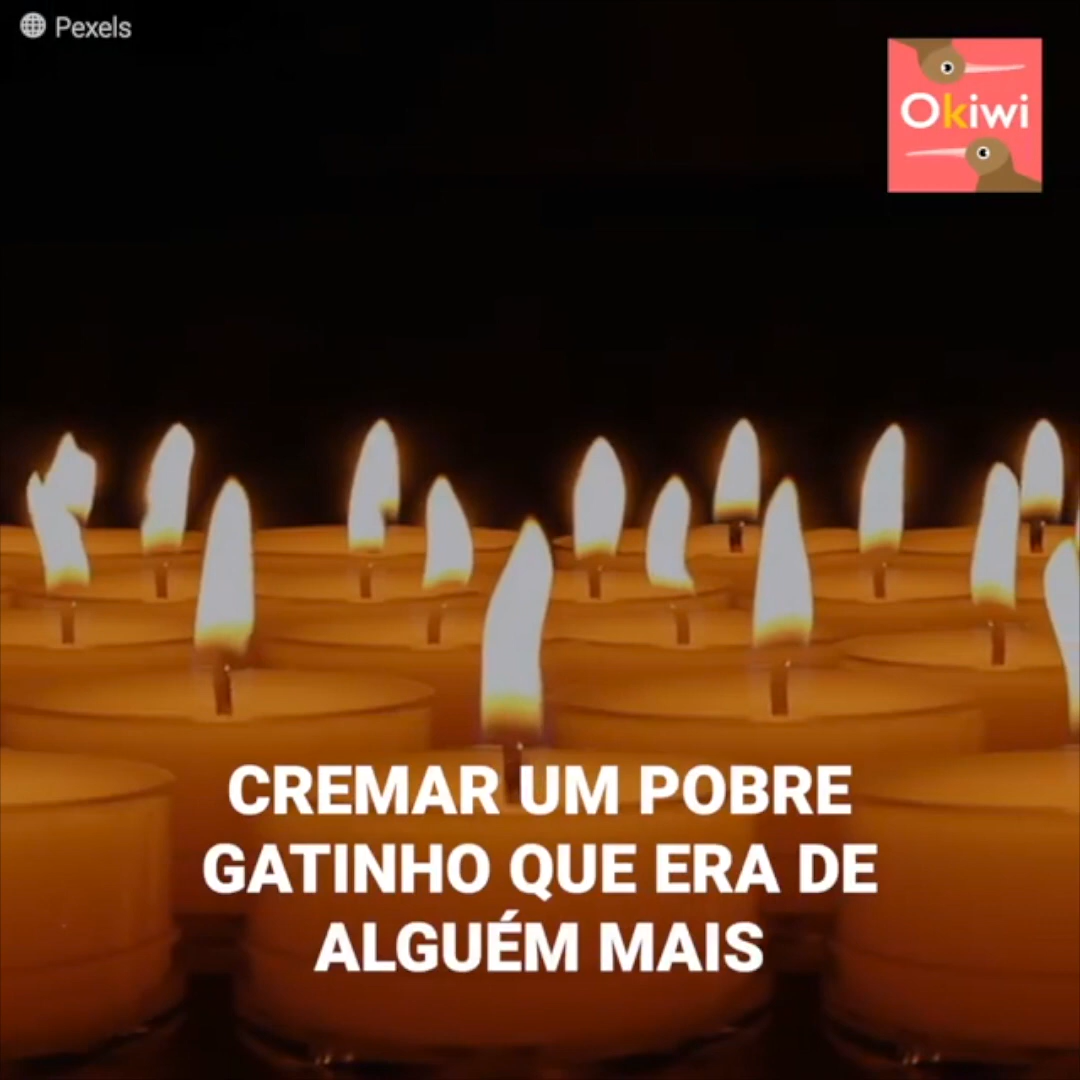 Pexels
Okiwi
CREMAR UM POBRE
GATINHO QUE ERA DE
ALGUÉM MAIS